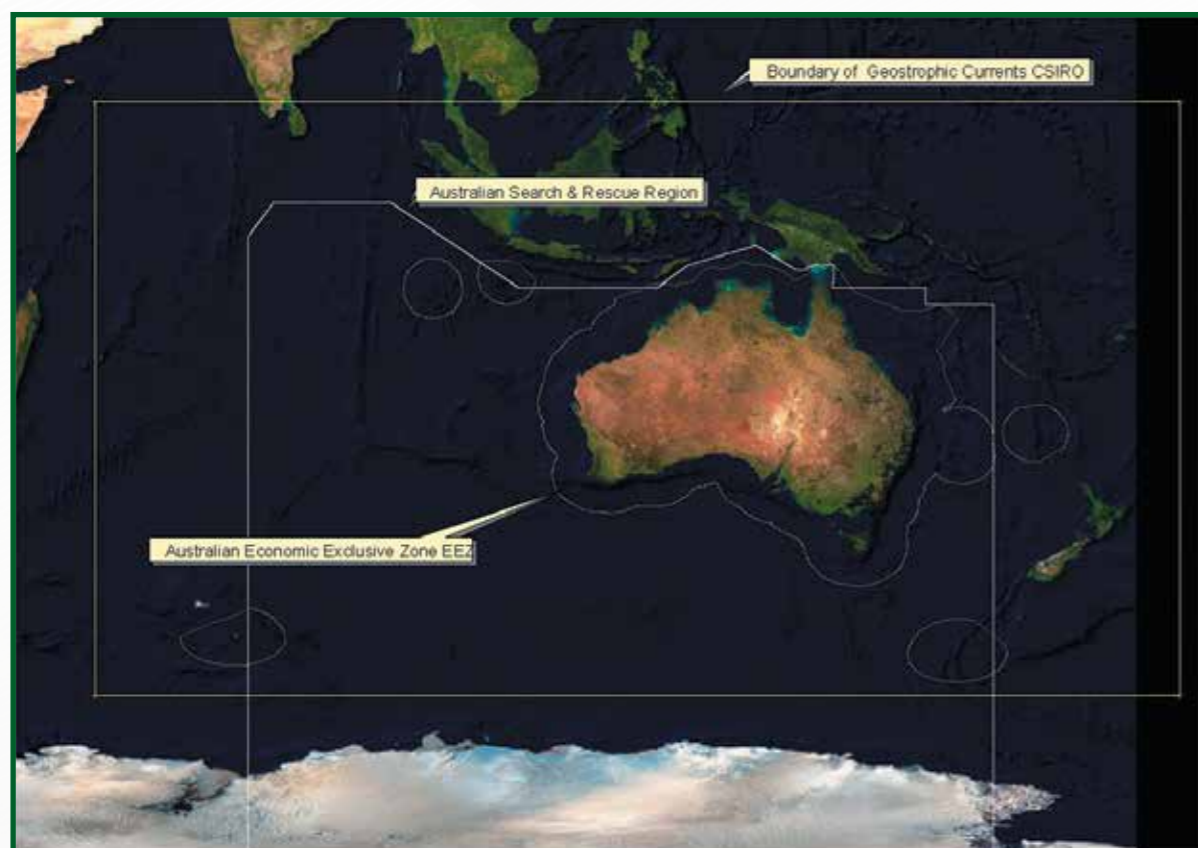 Boundary of Geostrophic Currents CSIRO
Australian Search & Rescue Region
Australian Economic Exclusive Zone EEZ